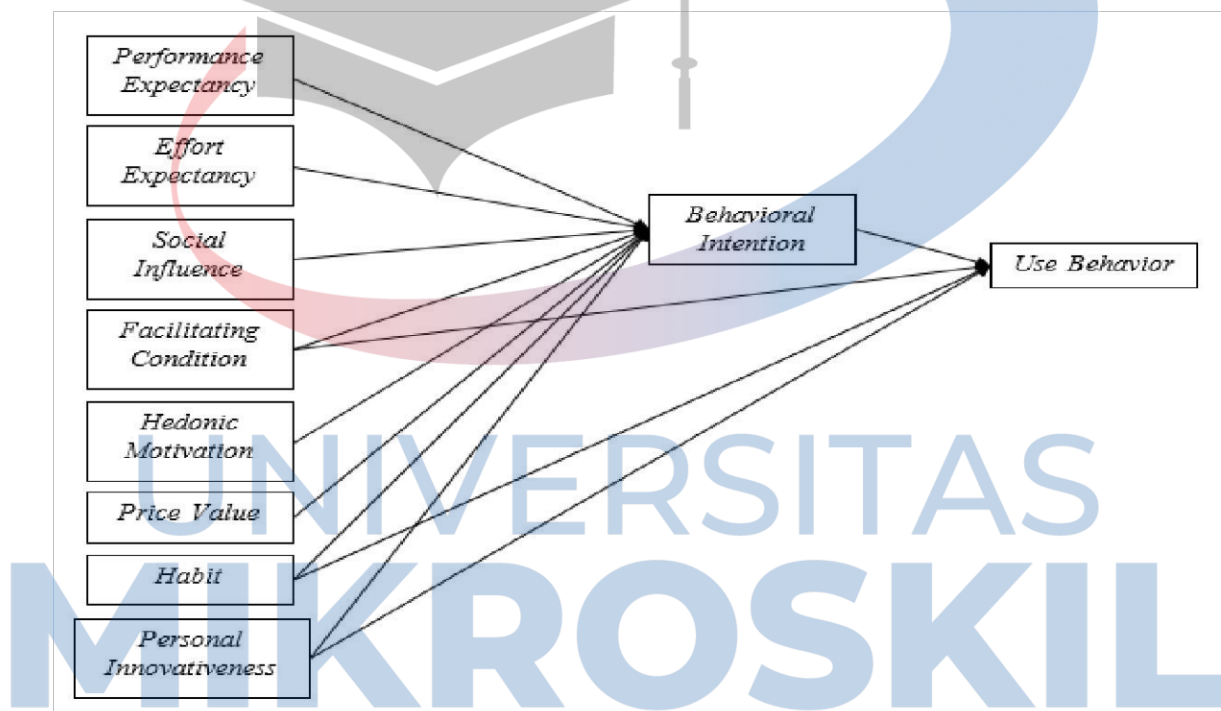 Performance
Expectancy
Effort
Expectancy
Social
Influence
Facilitating
Condition
Hedonic
Motivation
Price Value
Habit
Personal
Innovativeness
Behavioral
Intention
Use Behavior
UNIVERSITAS
MIKROSKIL